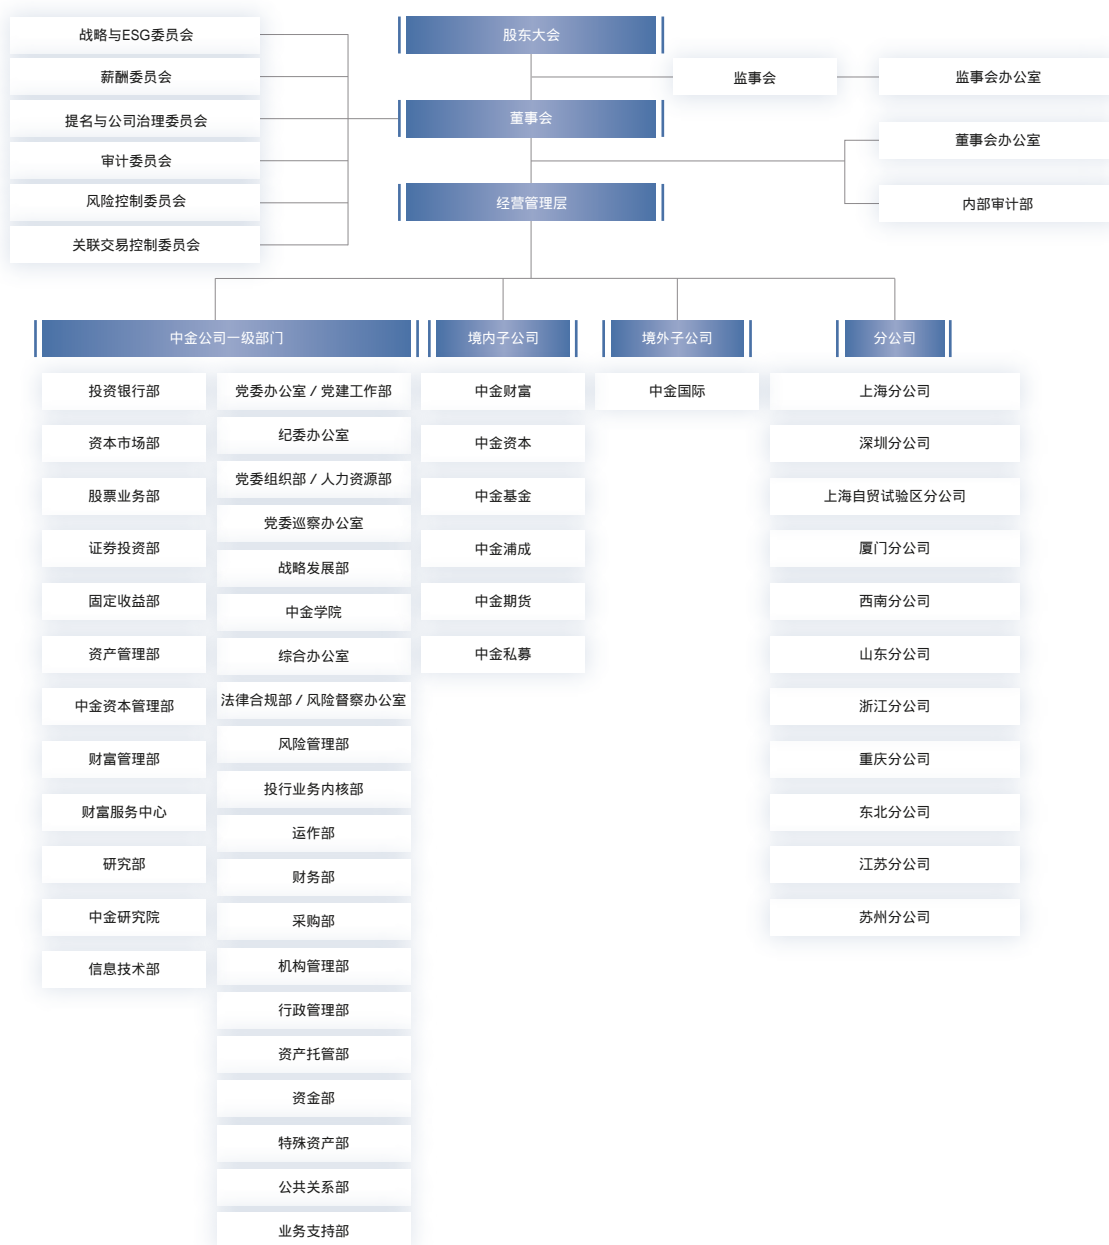 股东大会
监事会
监事会办公室
战略与ESG委员会
薪酬委员会
提名与公司治理委员会
审计委员会
风险控制委员会
关联交易控制委员会
董事会
董事会办公室
内部审计部
经营管理层
中金公司一级部门
投资银行部
资本市场部
股票业务部
证券投资部
固定收益部
资产管理部
中金资本管理部
财富管理部
财富服务中心
研究部
中金研究院
信息技术部
党委办公室 / 党建工作部
纪委办公室
党委组织部 / 人力资源部
党委巡察办公室
战略发展部
中金学院
综合办公室
法律合规部 / 风险督察办公室
风险管理部
投行业务内核部
运作部
财务部
采购部
机构管理部
行政管理部
资产托管部
资金部
特殊资产部
公共关系部
业务支持部
境内子公司
中金财富
中金资本
中金基金
中金浦成
中金期货
中金私募
境外子公司
中金国际
分公司
上海分公司
深圳分公司
上海自贸试验区分公司
厦门分公司
西南分公司
山东分公司
浙江分公司
重庆分公司
东北分公司
江苏分公司
苏州分公司